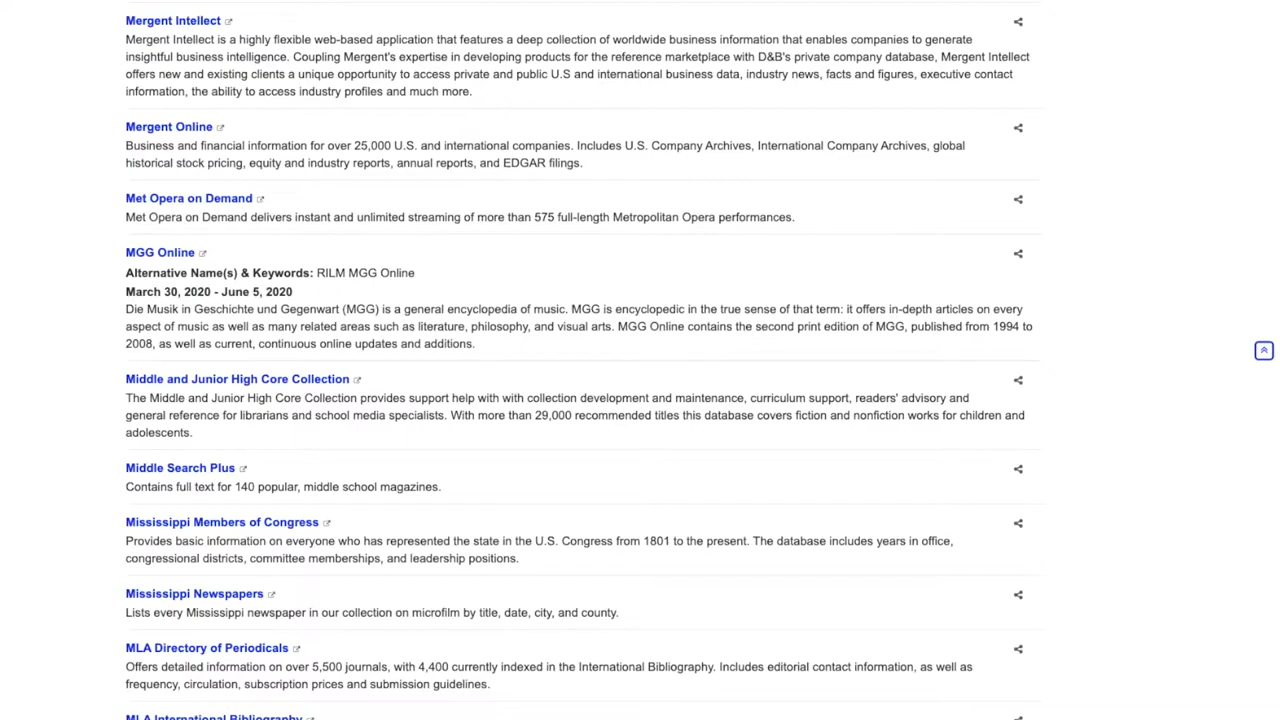 Mergent Intellect
Mergent Intellect is a highly flexible web-based application that features a deep collection of worldwide business information that enables companies to generate
insightful business intelligence. Coupling Mergent's expertise in developing products for the reference marketplace with D&B's private company database, Mergent Intellect
offers new and existing clients a unique opportunity to access private and public U.S and international business data, industry news, facts and figures, executive contact
information, the ability to access industry profiles and much more.
Mergent Online
Business and financial information for over 25,000 U.S. and international companies. Includes U.S. Company Archives, International Company Archives, global
historical stock pricing, equity and industry reports, annual reports, and EDGAR filings.
Met Opera on Demand
Met Opera on Demand delivers instant and unlimited streaming of more than 575 full-length Metropolitan Opera performances.
MGG Online
Alternative Name(s) & Keywords: RILM MGG Online
March 30, 2020 - June 5, 2020
Die Musik in Geschichte und Gegenwart (MGG) is a general encyclopedia of music. MGG is encyclopedic in the true sense of that term: it offers in-depth articles on every
aspect of music as well as many related areas such as literature, philosophy, and visual arts. MGG Online contains the second print edition of MGG, published from 1994 to
2008, as well as current, continuous online updates and additions.
Middle and Junior High Core Collection
The Middle and Junior High Core Collection provides support help with with collection development and maintenance, curriculum support, readers' advisory and
general reference for librarians and school media specialists. With more than 29,000 recommended titles this database covers fiction and nonfiction works for children and
adolescents.
Middle Search Plus
Contains full text for 140 popular, middle school magazines.
Mississippi Members of Congress
Provides basic information on everyone who has represented the state in the U.S. Congress from 1801 to the present. The database includes years in office,
congressional districts, committee memberships, and leadership positions.
Mississippi Newspapers
Lists every Mississippi newspaper in our collection on microfilm by title, date, city, and county.
MLA Directory of Periodicals
Offers detailed information on over 5,500 journals, with 4,400 currently indexed in the International Bibliography. Includes editorial contact information, as well as
frequency, circulation, subscription prices and submission guidelines.
MLA International Bibliography